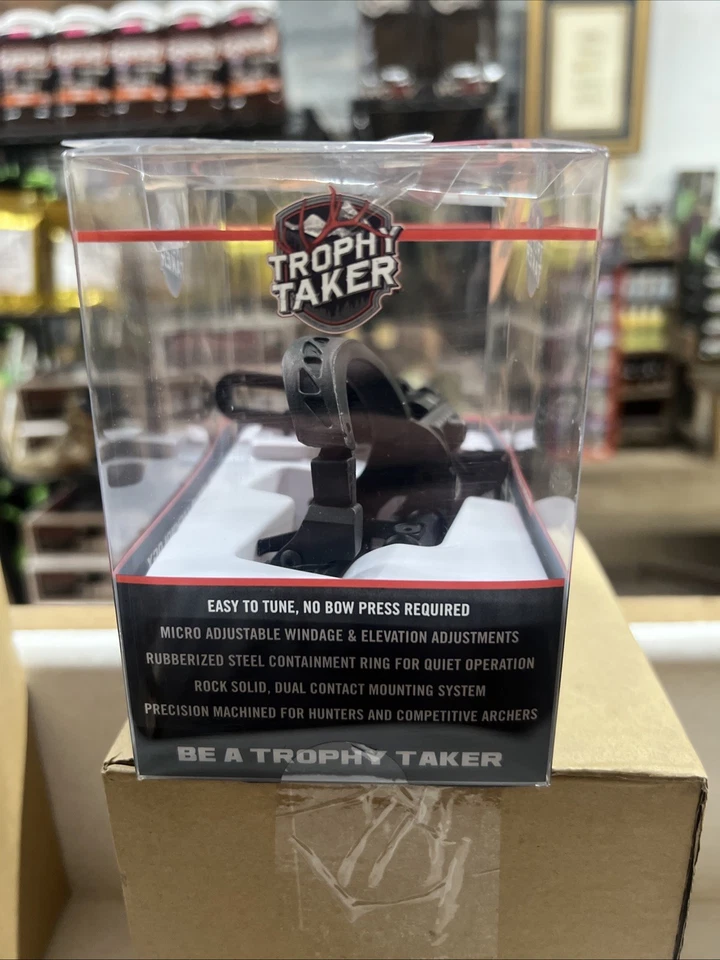 TROPHY
TAKER
EASY TO TUNE, NO BOW PRESS REQUIRED
MICRO ADJUSTABLE WINDAGE & ELEVATION ADJUSTMENTS
RUBBERIZED STEEL CONTAINMENT RING FOR QUIET OPERATION
ROCK SOLID, DUAL CONTACT MOUNTING SYSTEM
PRECISION MACHINED FOR HUNTERS AND COMPETITIVE ARCHERS
BE A TROPHY TAKER